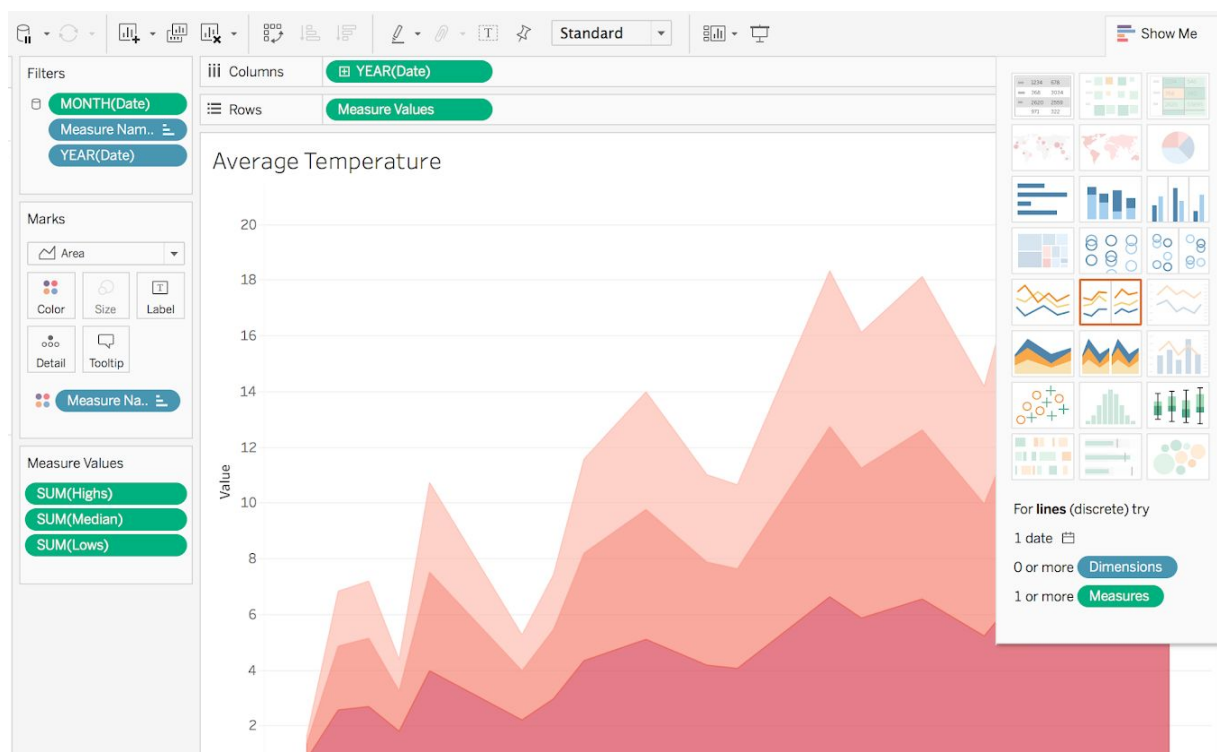 Standard
Show Me
Filters
MONTH(Date)
Measure Nam..
YEAR(Date)
Columns
YEAR(Date)
Rows
Measure Values
Average Temperature
Marks
Area
Color
Size
T
Label
Detail
Tooltip
Measure Na..
Measure Values
SUM(Highs)
SUM(Median)
SUM(Lows)
Value
20
18
16
14
12
10
8
6
4
2
For lines (discrete) try
1 date
0 or more Dimensions
1 or more Measures